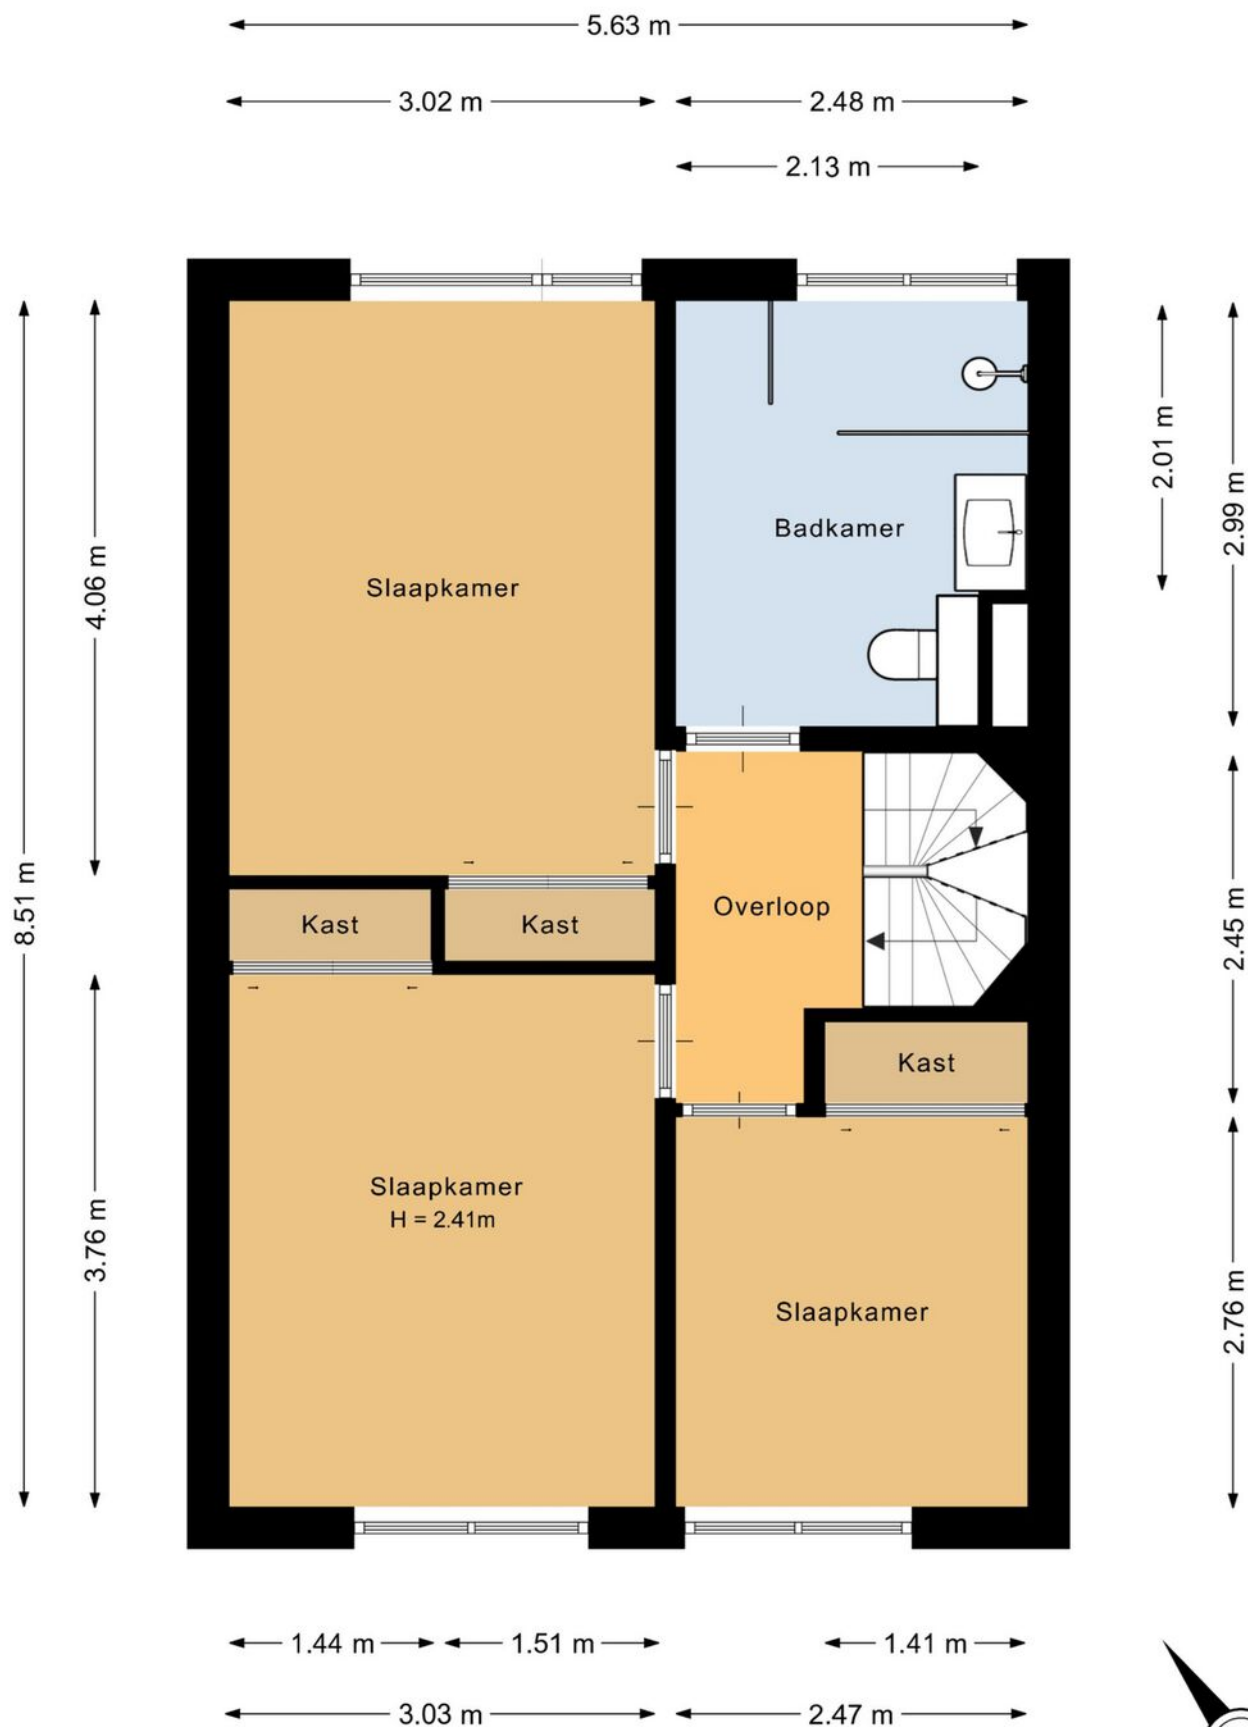 5.63 m
3.02 m
2.48 m
2.13 m
8.51 m
4.06 m
3.76 m
2.01 m
2.99 m
2.45 m
2.76 m
Slaapkamer
Badkamer
Kast
Kast
Overloop
Kast
Slaapkamer
H = 2.41m
Slaapkamer
1.44 m
1.51 m
1.41 m
3.03 m
2.47 m